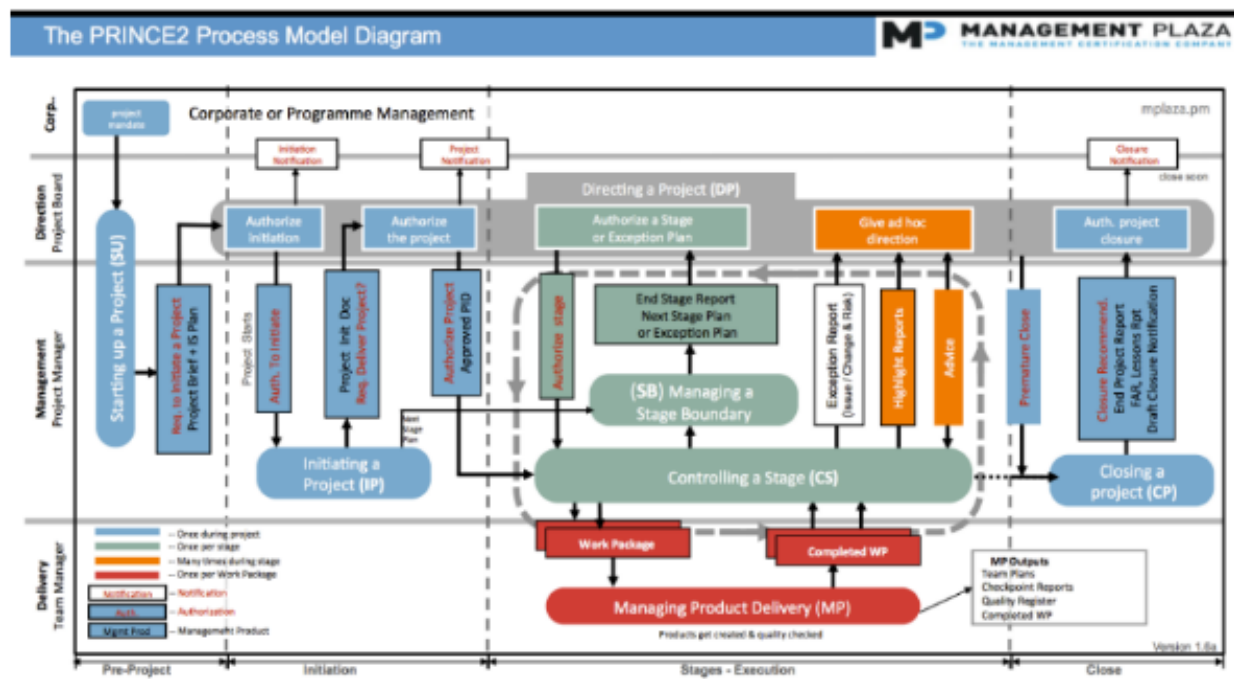 The PRINCE2 Process Model Diagram
MP MANAGEMENT PLAZA
THE MANAGEMENT CERTIFICATION COMPANY
Corp..
project
mandate
Corporate or Programme Management
mplaza.pm
Initiation
Notification
Project
Notification
Closure
Notification
close soon
Direction
Project Board
Directing a Project (DP)
Authorize
Initiation
Authorize
the project
Authorize a Stage
or Exception Plan
Give ad hoc
direction
Auth. project
closure
Management
Project Manager
Starting up a Project (SU)
Req. to Initiate a Project
Project Brief + IS Plan
Project Starts
Auth. To Initiate
Project Init Doc
Req. Deliver Project?
Authorize Project
Approved PID
Authorize stage
End Stage Report
Next Stage Plan
or Exception Plan
Exception Report
(Issue / Change & Risk)
Highlight Reports
Advice
Premature Close
Closure Recomend.
End Project Report
FAR, Lessons Rpt
Draft Closure Notification
(SB) Managing a
Stage Boundary
Next
Stage
Plan
Initiating a
Project (IP)
Controlling a Stage (CS)
Closing a
project (CP)
Delivery
Team Manager
-- Once during project
-- Once per stage
-- Many times during stage
-- Once per Work Package
Notification -- Notification
Auth. -- Authorization
Mgmt Prod -- Management Product
Work Package
Completed WP
Managing Product Delivery (MP)
Products get created & quality checked
MP Outputs
Team Plans
Checkpoint Reports
Quality Register
Completed WP
Version 1.6a
Pre-Project
Initiation
Stages - Execution
Close